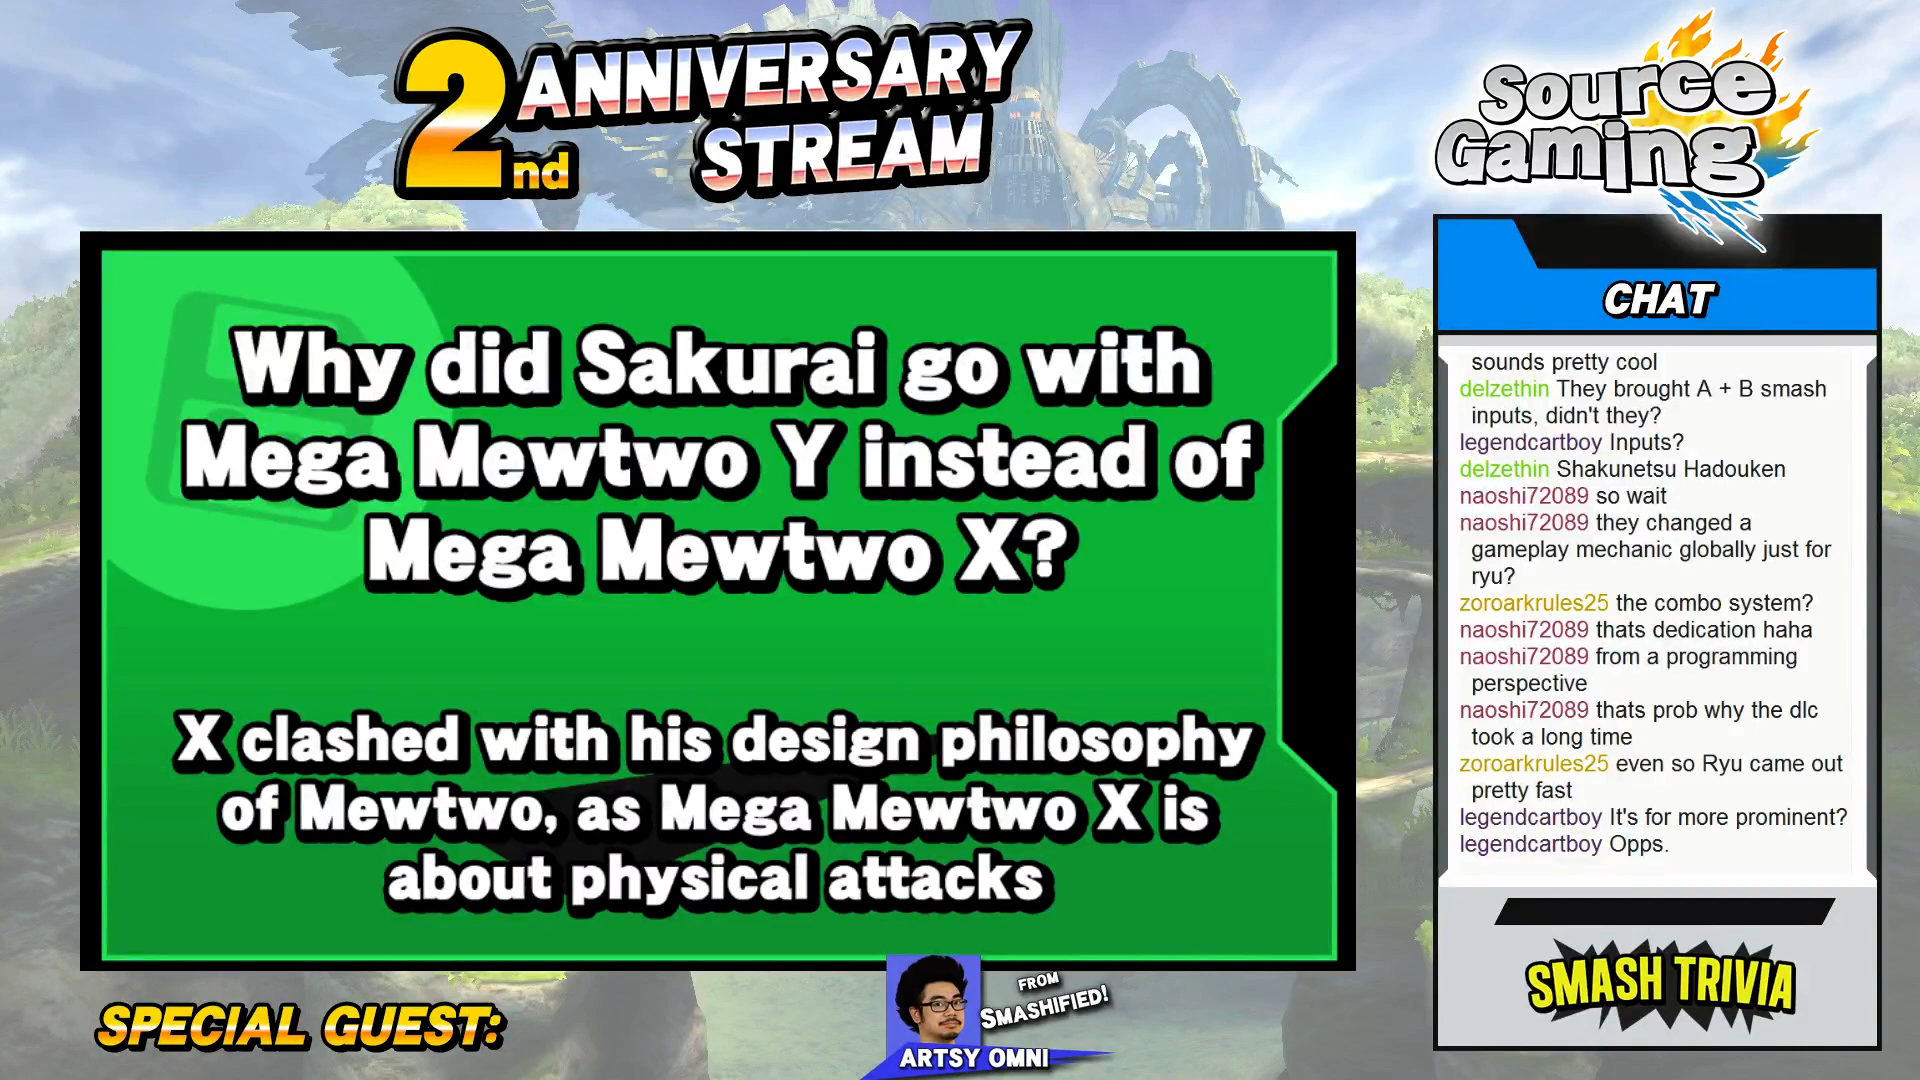 2nd ANNIVERSARY
STREAM
Source
Gaming
Why did Sakurai go with
Mega Mewtwo Y instead of
Mega Mewtwo X?
X clashed with his design philosophy
of Mewtwo, as Mega Mewtwo X is
about physical attacks
CHAT
sounds pretty cool
delzethin They brought A + B smash
inputs, didn't they?
legendcartboy Inputs?
delzethin Shakunetsu Hadouken
naoshi72089 so wait
naoshi72089 they changed a
gameplay mechanic globally just for
ryu?
zoroarkrules25 the combo system?
naoshi72089 thats dedication haha
naoshi72089 from a programming
perspective
naoshi72089 thats prob why the dlc
took a long time
zoroarkrules25 even so Ryu came out
pretty fast
legendcartboy It's for more prominent?
legendcartboy Opps.
SMASH TRIVIA
SPECIAL GUEST:
FROM
SMASHIFIED!
ARTSY OMNI